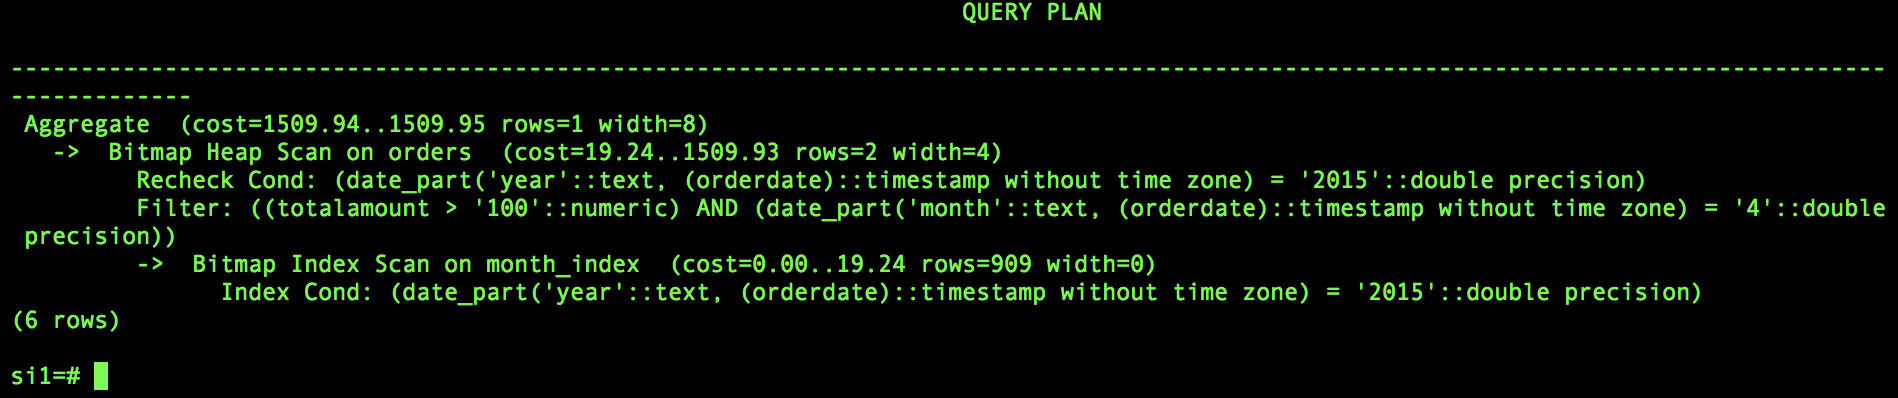 QUERY PLAN
---------------------------------------------------------------------------------------------------------------------------------------
-------------
Aggregate  (cost=1509.94..1509.95 rows=1 width=8)
  ->  Bitmap Heap Scan on orders  (cost=19.24..1509.93 rows=2 width=4)
        Recheck Cond: (date_part('year'::text, (orderdate)::timestamp without time zone) = '2015'::double precision)
        Filter: ((totalamount > '100'::numeric) AND (date_part('month'::text, (orderdate)::timestamp without time zone) = '4'::double
precision))
        ->  Bitmap Index Scan on month_index  (cost=0.00..19.24 rows=909 width=0)
              Index Cond: (date_part('year'::text, (orderdate)::timestamp without time zone) = '2015'::double precision)
(6 rows)
si1=#